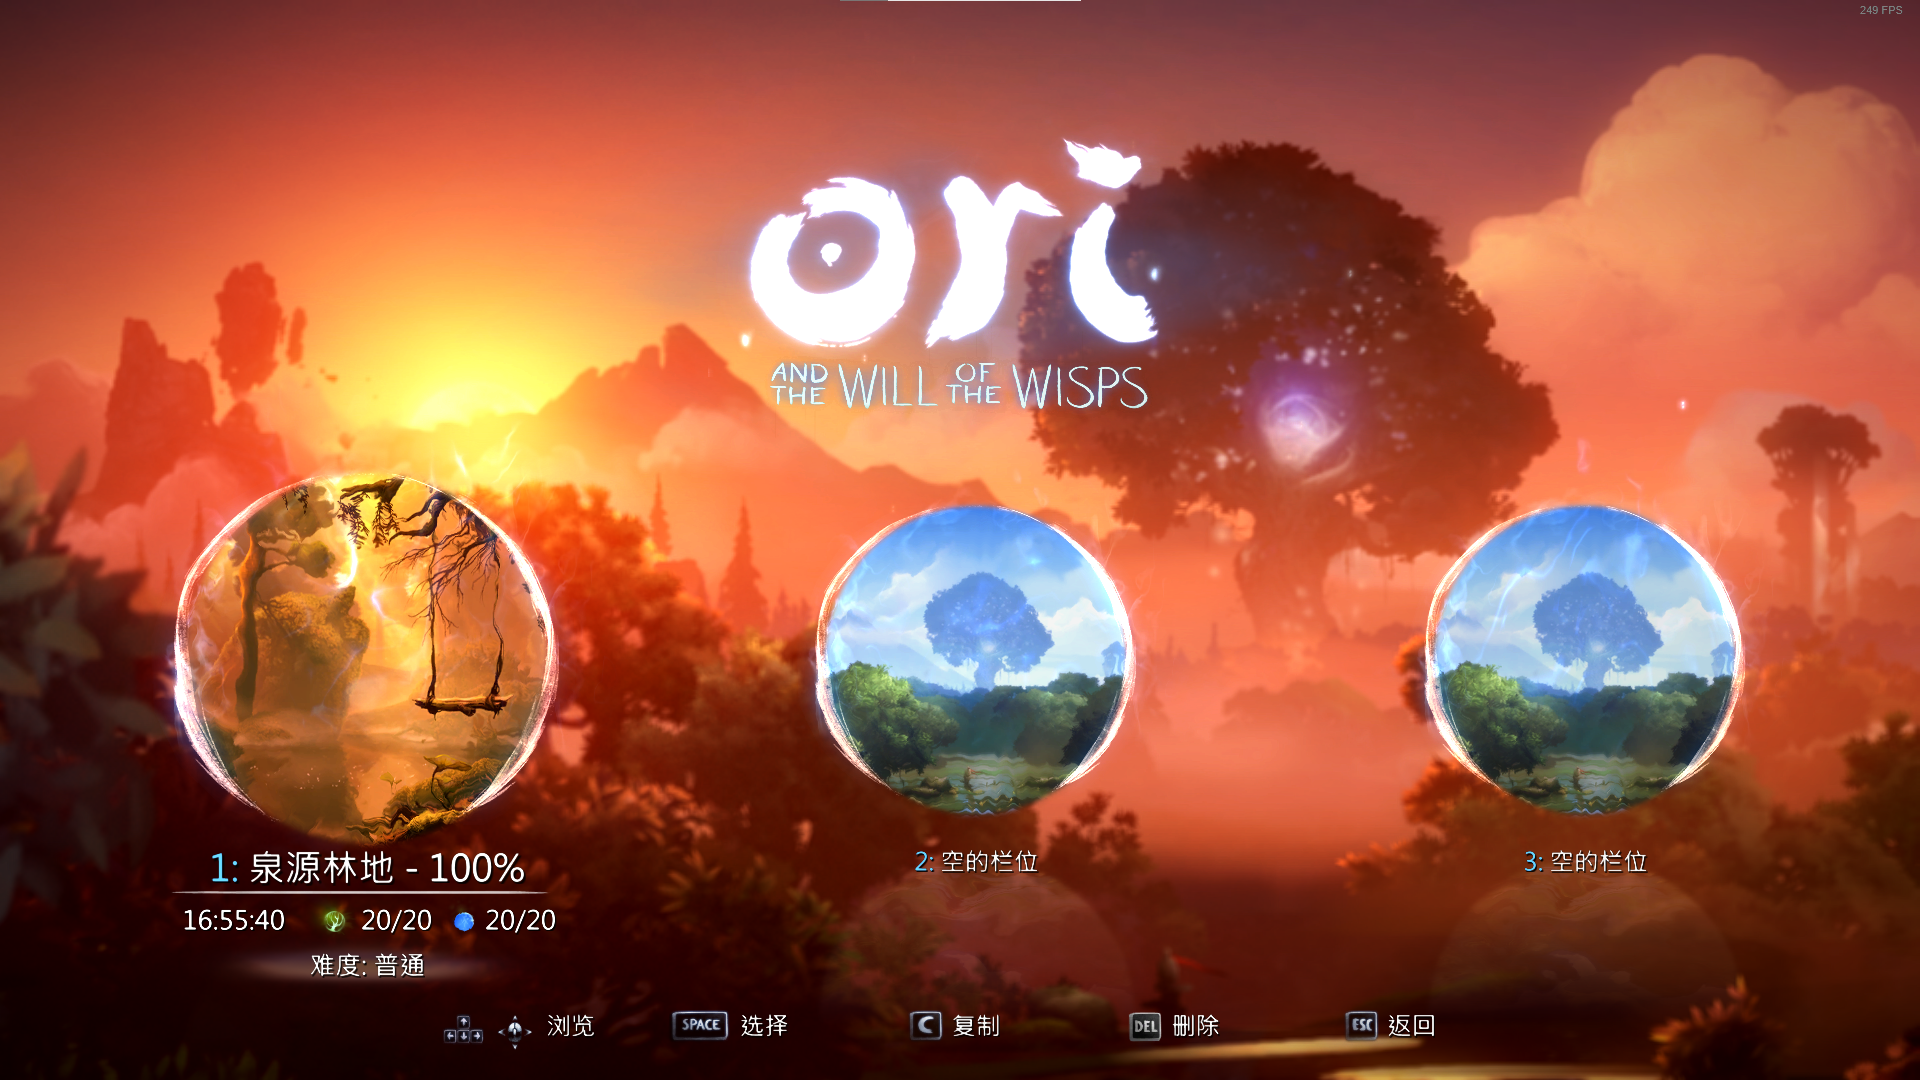 249 FPS
ori
AND THE WILL OF THE WISPS
1: 泉源林地 - 100%
16:55:40 20/20 20/20
难度: 普通
2: 空的栏位
3: 空的栏位
浏览 SPACE 选择 C 复制 DEL 删除 ESC 返回